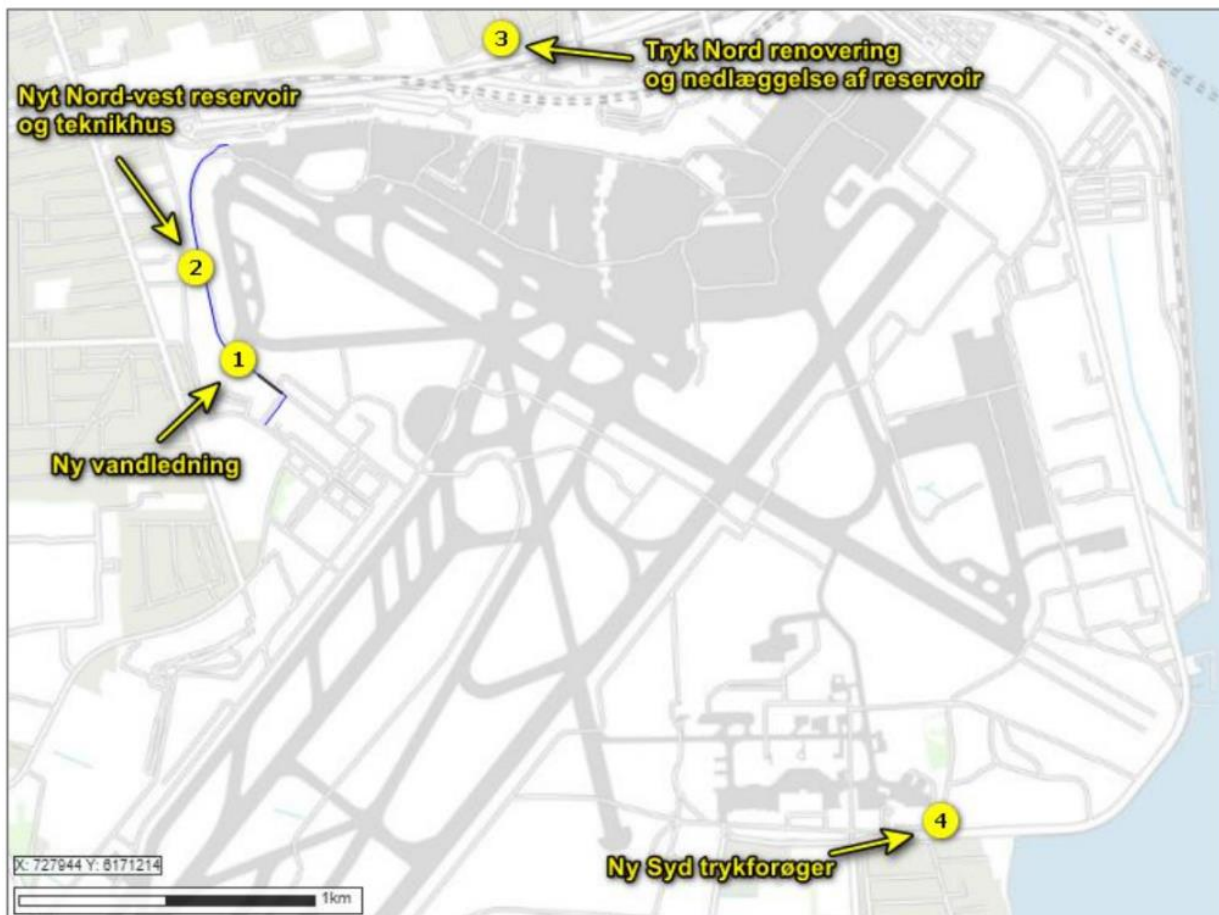 3
Tryk Nord renovering
og nedlæggelse af reservoir
Nyt Nord-vest reservoir
og teknikhus
2
1
Ny vandledning
4
Ny Syd trykforøger
X: 727944 Y: 6171214
1km